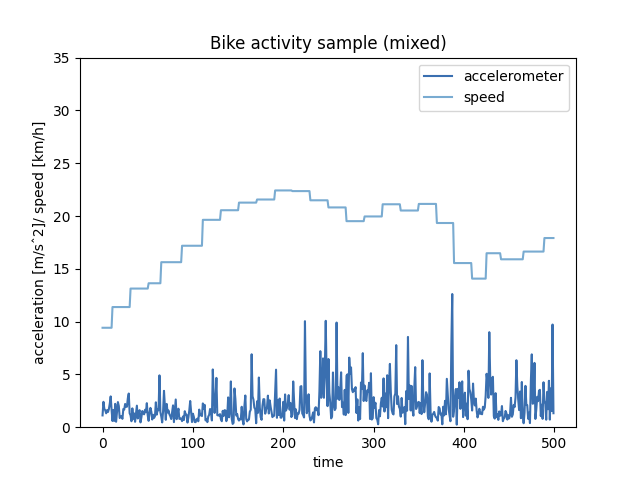 Bike activity sample (mixed)
accelerometer
speed
acceleration [m/s^2]/ speed [km/h]
35
30
25
20
15
10
5
0
0 100 200 300 400 500
time